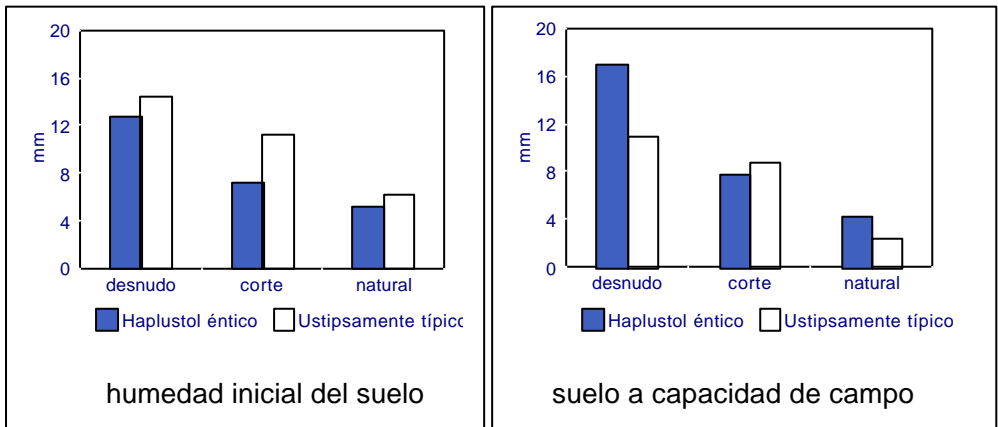 20
16
12
8
4
0
mm
desnudo corte natural
Haplustol éntico Ustipsamente típico
humedad inicial del suelo
20
16
12
8
4
0
mm
desnudo corte natural
Haplustol éntico Ustipsamente típico
suelo a capacidad de campo